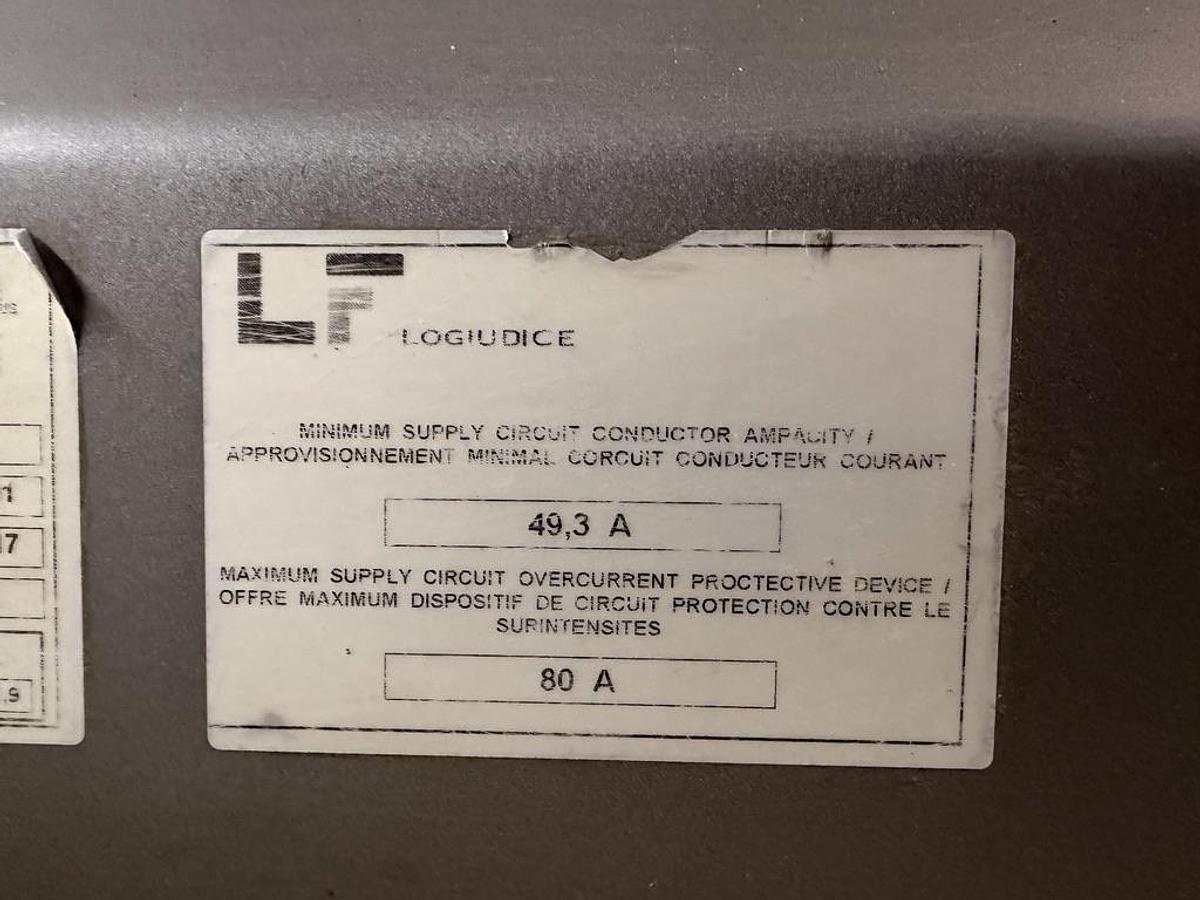 LF
LOGIUDICE
MINIMUM SUPPLY CIRCUIT CONDUCTOR AMPACITY /
APPROVISIONNEMENT MINIMAL CORCUIT CONDUCTEUR COURANT
49,3 A
MAXIMUM SUPPLY CIRCUIT OVERCURRENT PROCTECTIVE DEVICE /
OFFRE MAXIMUM DISPOSITIF DE CIRCUIT PROTECTION CONTRE LE
SURINTENSITES
80 A